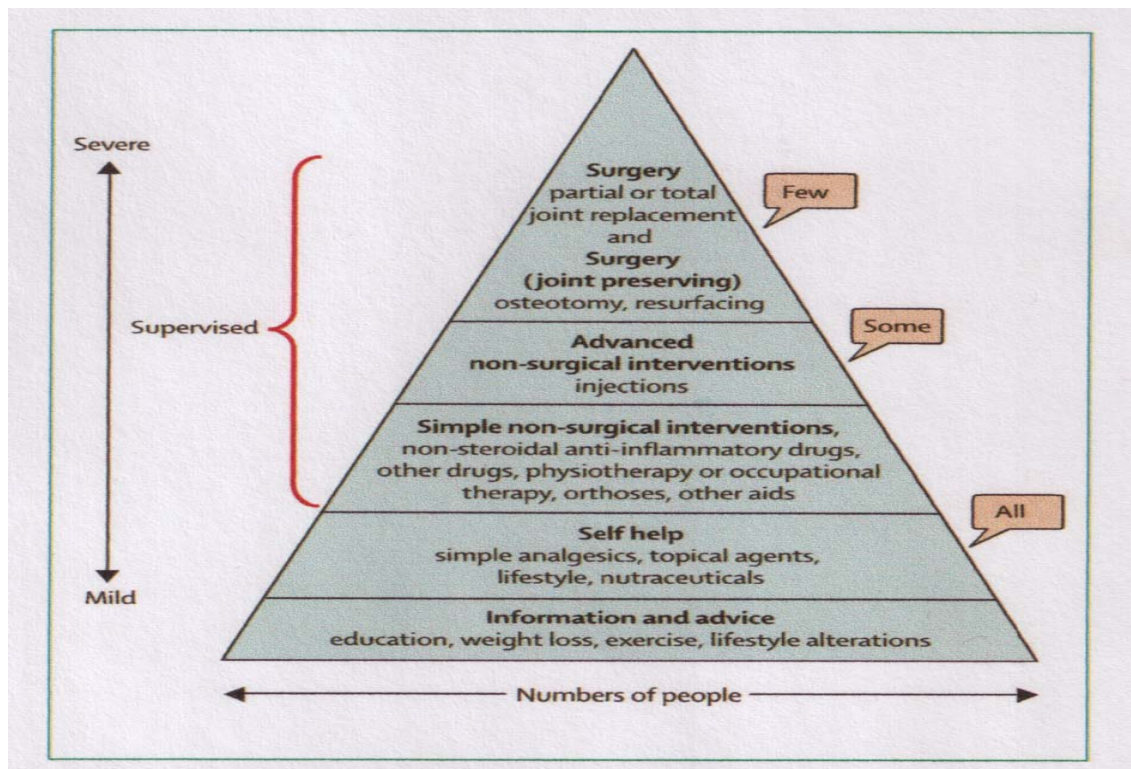 Severe
Surgery
partial or total
joint replacement
and
Surgery
(joint preserving)
osteotomy, resurfacing
Few
Supervised
Advanced
non-surgical interventions
injections
Some
Simple non-surgical interventions,
non-steroidal anti-inflammatory drugs,
other drugs, physiotherapy or occupational
therapy, orthoses, other aids
All
Self help
simple analgesics, topical agents,
lifestyle, nutraceuticals
Mild
Information and advice
education, weight loss, exercise, lifestyle alterations
Numbers of people